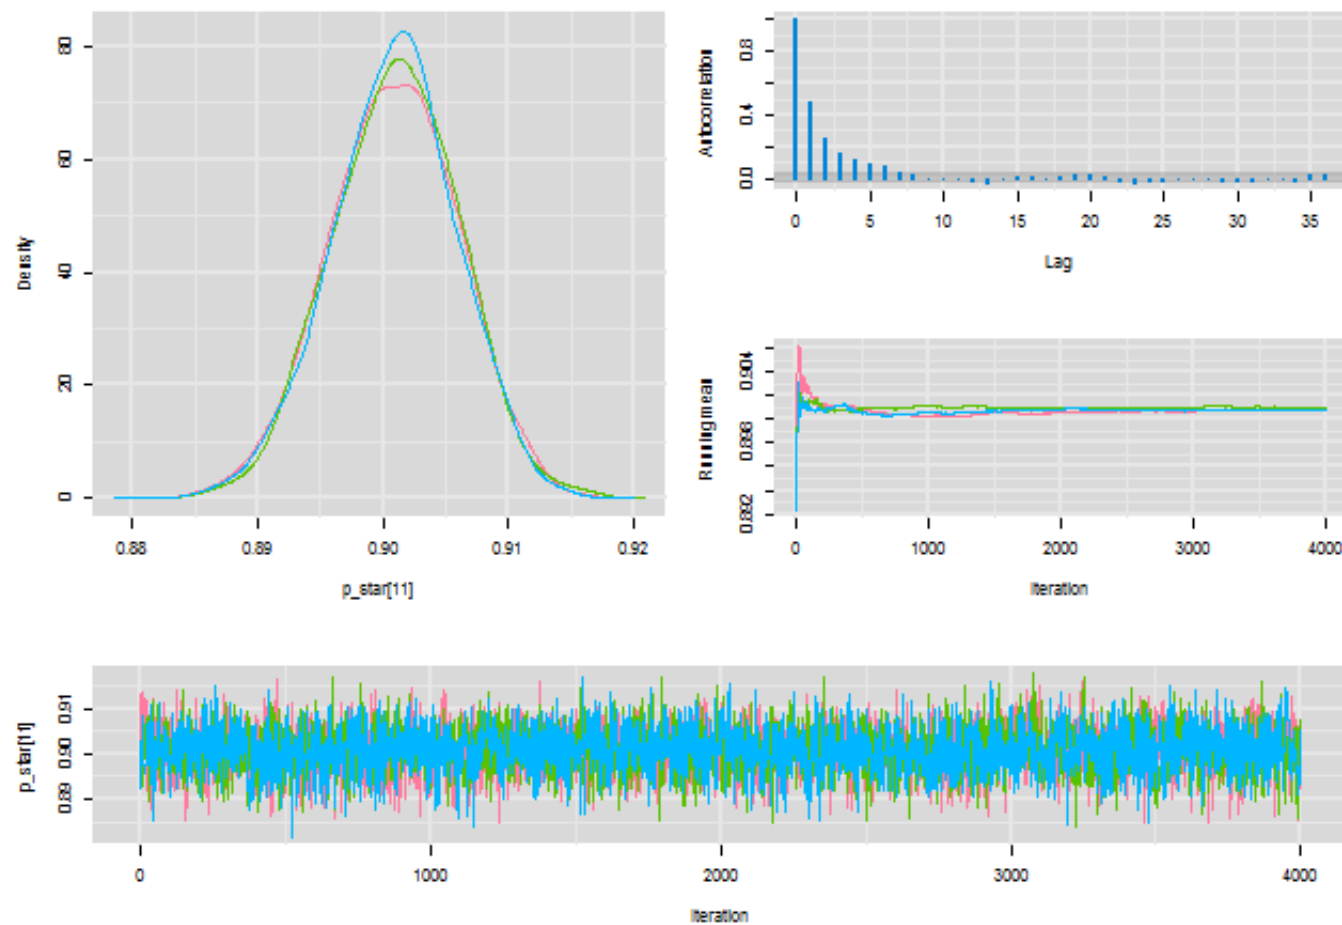 Density
0 20 40 60 80
0.88 0.89 0.90 0.91 0.92
p_star[11]
Autocorrelation
0.0 0.4 0.8
0 5 10 15 20 25 30 35
Lag
Running mean
0.892 0.898 0.904
0 1000 2000 3000 4000
Iteration
p_star[11]
0.89 0.90 0.91
0 1000 2000 3000 4000
Iteration